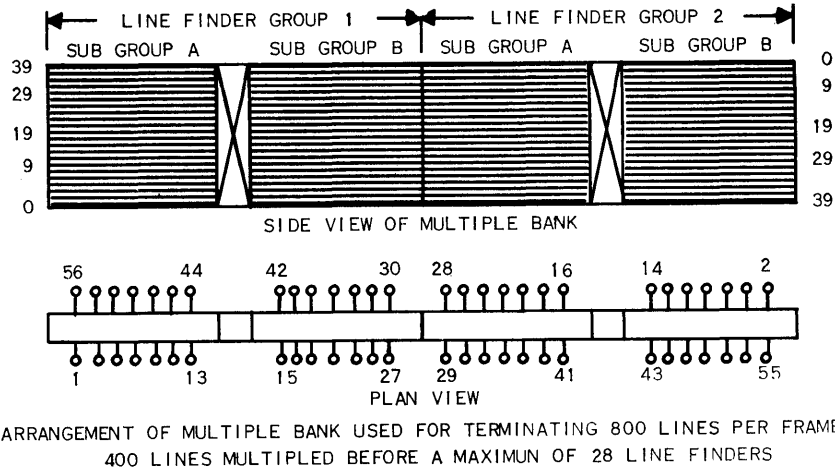 LINE FINDER GROUP 1 LINE FINDER GROUP 2
SUB GROUP A SUB GROUP B SUB GROUP A SUB GROUP B
39 0
29 9
19 19
9 29
0 39
SIDE VIEW OF MULTIPLE BANK
56 44 42 30 28 16 14 2
1 13 15 27 29 41 43 55
PLAN VIEW
ARRANGEMENT OF MULTIPLE BANK USED FOR TERMINATING 800 LINES PER FRAME
400 LINES MULTIPLED BEFORE A MAXIMUN OF 28 LINE FINDERS